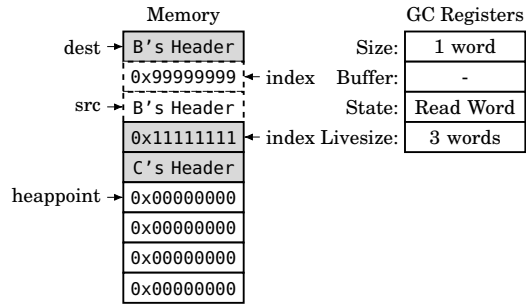 Memory GC Registers
dest B's Header Size: 1 word
0x99999999 index Buffer: -
src B's Header State: Read Word
0x11111111 index Livesize: 3 words
C's Header
heappoint 0x00000000
0x00000000
0x00000000
0x00000000